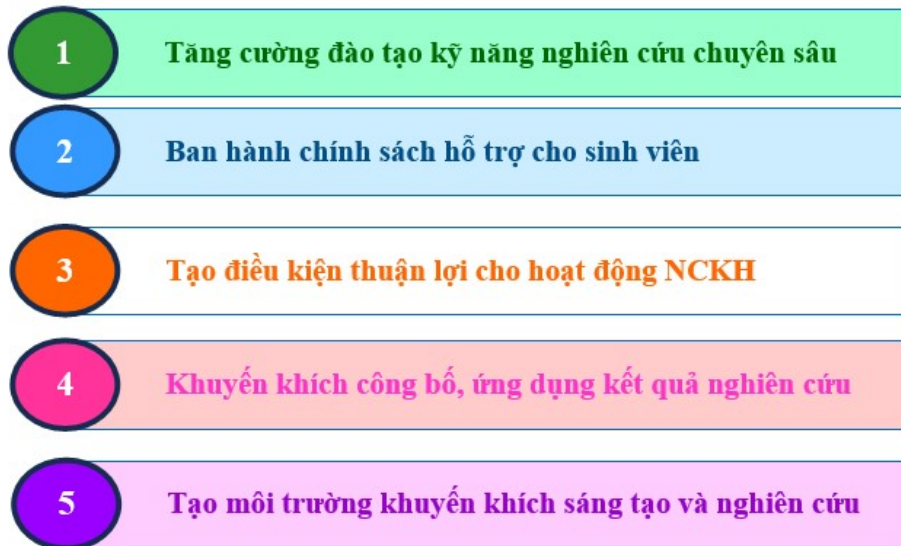 1 Tăng cường đào tạo kỹ năng nghiên cứu chuyên sâu
2 Ban hành chính sách hỗ trợ cho sinh viên
3 Tạo điều kiện thuận lợi cho hoạt động NCKH
4 Khuyến khích công bố, ứng dụng kết quả nghiên cứu
5 Tạo môi trường khuyến khích sáng tạo và nghiên cứu